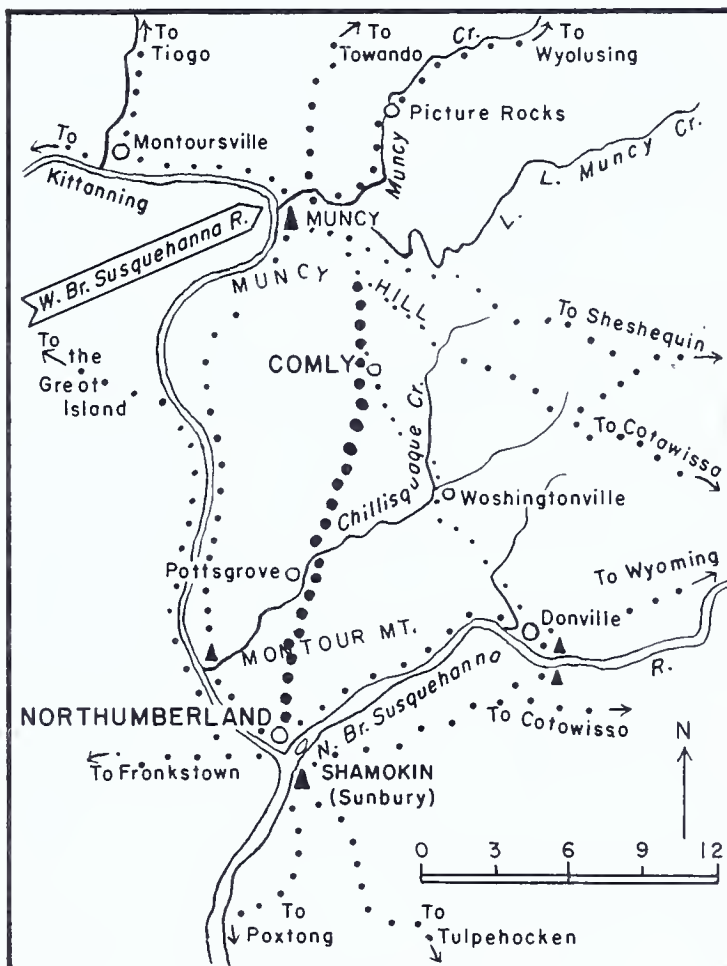 To
Tiogo
To
Towando
Cr.
To
Wyolusing
Picture Rocks
Muncy
To
Kittanning
Montoursville
L. L. Muncy Cr.
MUNCY
W. Br. Susquehanna R.
MUNCY HILL
To
the
Great
Island
To Sheshequin
COMLY
Chillisquaque Cr.
To Cotawissa
Woshingtonville
Pottsgrove
To Wyoming
Donville
MONTOUR MT.
N. Br. Susquehanna R.
NORTHUMBERLAND
To Cotowisso
To Fronkstown
SHAMOKIN
(Sunbury)
N
0 3 6 9 12
To
Poxtong
To
Tulpehocken